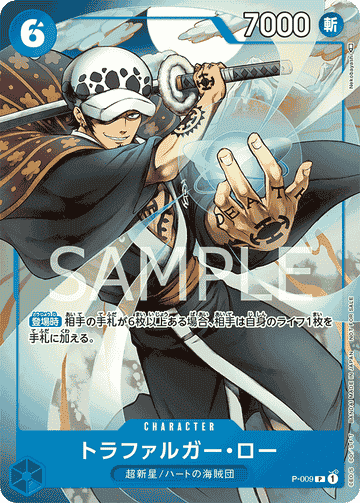 6
7000
斬
Nekobayashi
DEAT
SAMPLE
登場時 相手の手札が6枚以上ある場合、相手は自身のライフ1枚を
手札に加える。
CHARACTER
トラファルガー・ロー
超新星/ハートの海賊団
P-009 P 1